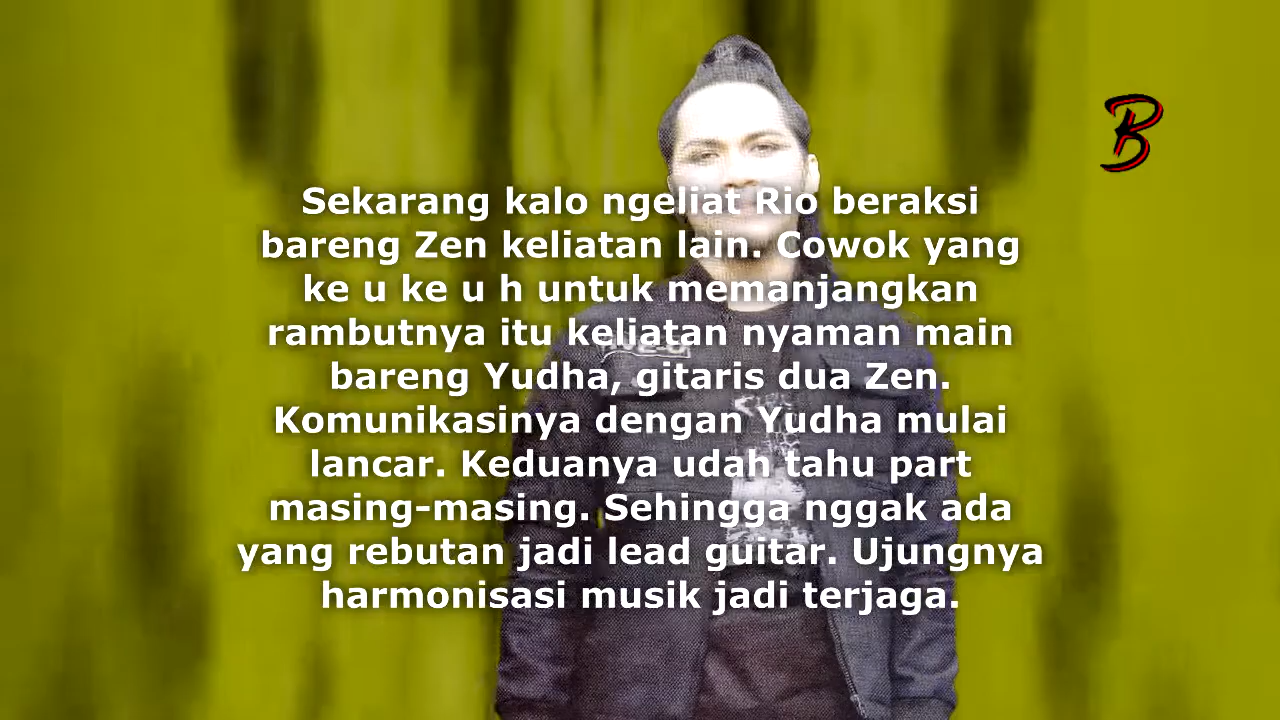 B
Sekarang kalo ngeliat Rio beraksi
bareng Zen keliatan lain. Cowok yang
ke u ke u h untuk memanjangkan
rambutnya itu keliatan nyaman main
bareng Yudha, gitaris dua Zen.
Komunikasinya dengan Yudha mulai
lancar. Keduanya udah tahu part
masing-masing. Sehingga nggak ada
yang rebutan jadi lead guitar. Ujungnya
harmonisasi musik jadi terjaga.